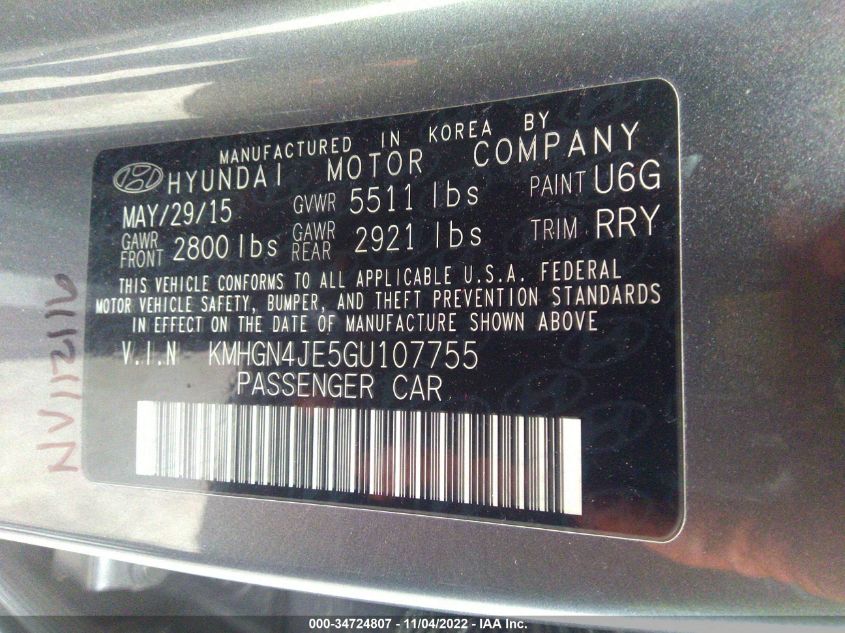 MANUFACTURED IN KOREA BY
HYUNDAI MOTOR COMPANY
MAY/29/15 GVWR 5511 lbs PAINT U6G
GAWR FRONT 2800 lbs GAWR REAR 2921 lbs TRIM RRY
THIS VEHICLE CONFORMS TO ALL APPLICABLE U.S.A. FEDERAL
MOTOR VEHICLE SAFETY, BUMPER, AND THEFT PREVENTION STANDARDS
IN EFFECT ON THE DATE OF MANUFACTURE SHOWN ABOVE
V.I.N KMHGN4JE5GU107755
PASSENGER CAR
NV112116
000-34724807 - 11/04/2022 - IAA Inc.